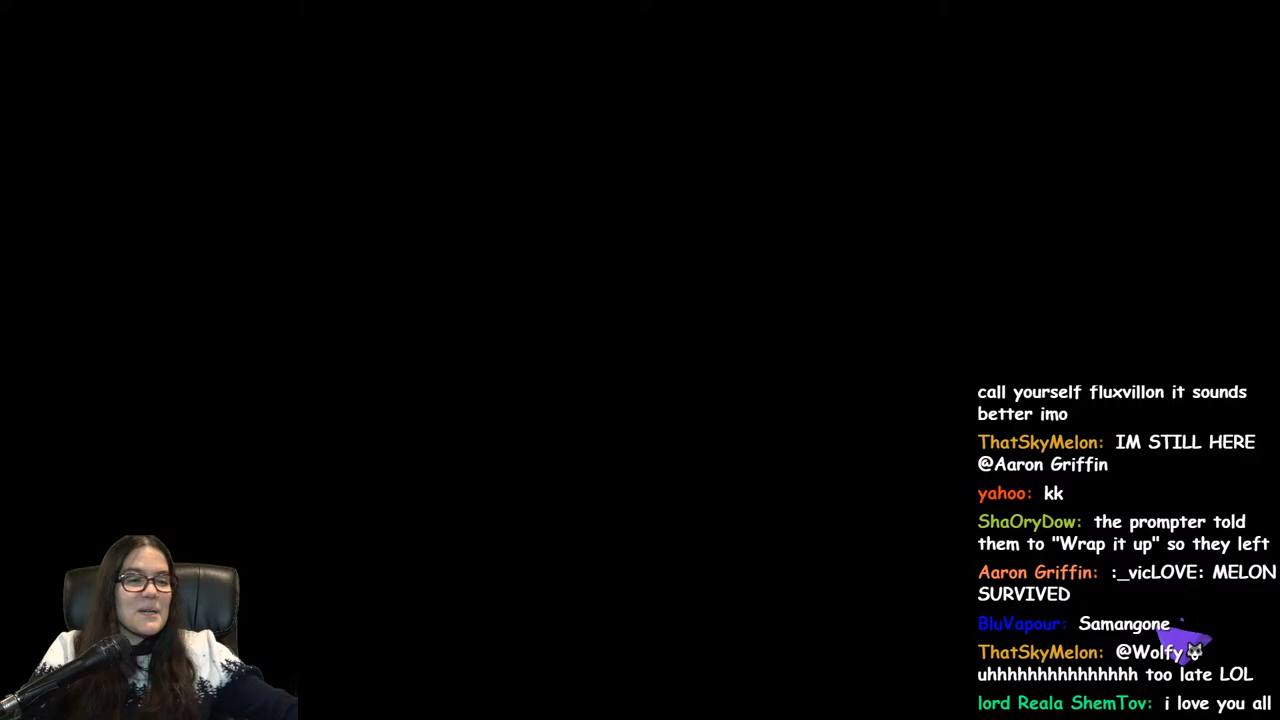 call yourself fluxvillon it sounds
better imo
ThatSkyMelon: IM STILL HERE
@Aaron Griffin
yahoo: kk
ShaOryDow: the prompter told
them to "Wrap it up" so they left
Aaron Griffin: :_vicLOVE: MELON
SURVIVED
BluVapour: Samangone
ThatSkyMelon: @Wolfy🐺
uhhhhhhhhhhhhhhh too late LOL
lord Reala ShemTov: i love you all